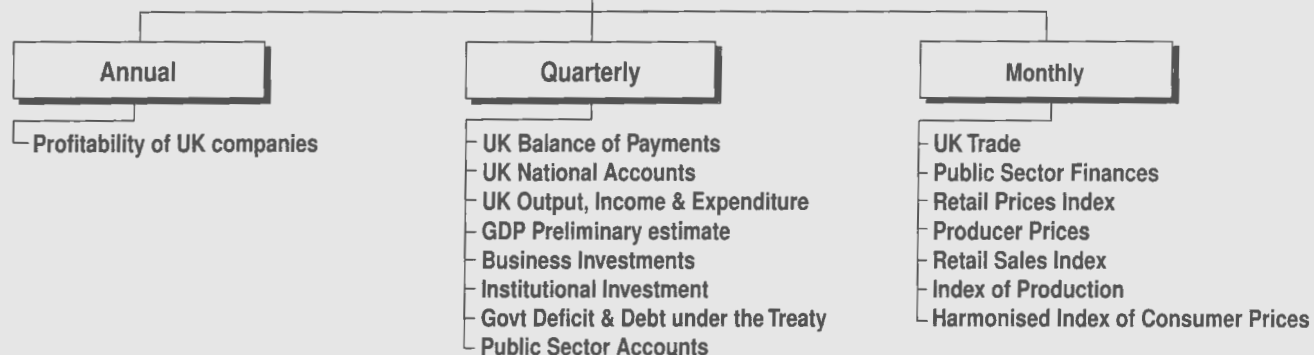 Annual
Profitability of UK companies
Quarterly
UK Balance of Payments
UK National Accounts
UK Output, Income & Expenditure
GDP Preliminary estimate
Business Investments
Institutional Investment
Govt Deficit & Debt under the Treaty
Public Sector Accounts
Monthly
UK Trade
Public Sector Finances
Retail Prices Index
Producer Prices
Retail Sales Index
Index of Production
Harmonised Index of Consumer Prices